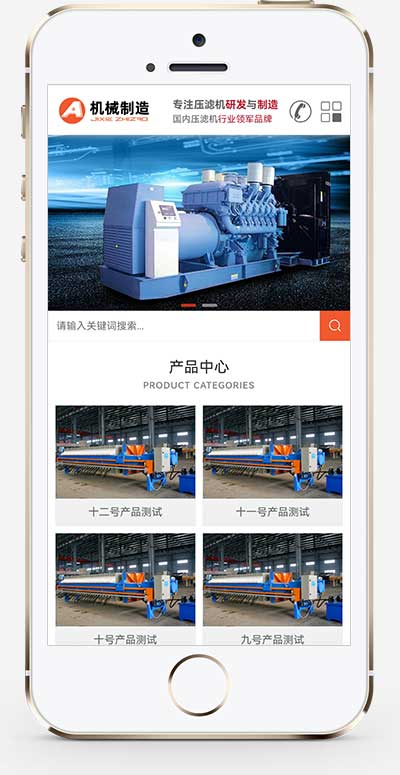 机械制造
JIXIE ZHIZAO
专注压滤机研发与制造
国内压滤机行业领军品牌
请输入关键词搜索...
产品中心
PRODUCT CATEGORIES
十二号产品测试
十一号产品测试
十号产品测试
九号产品测试